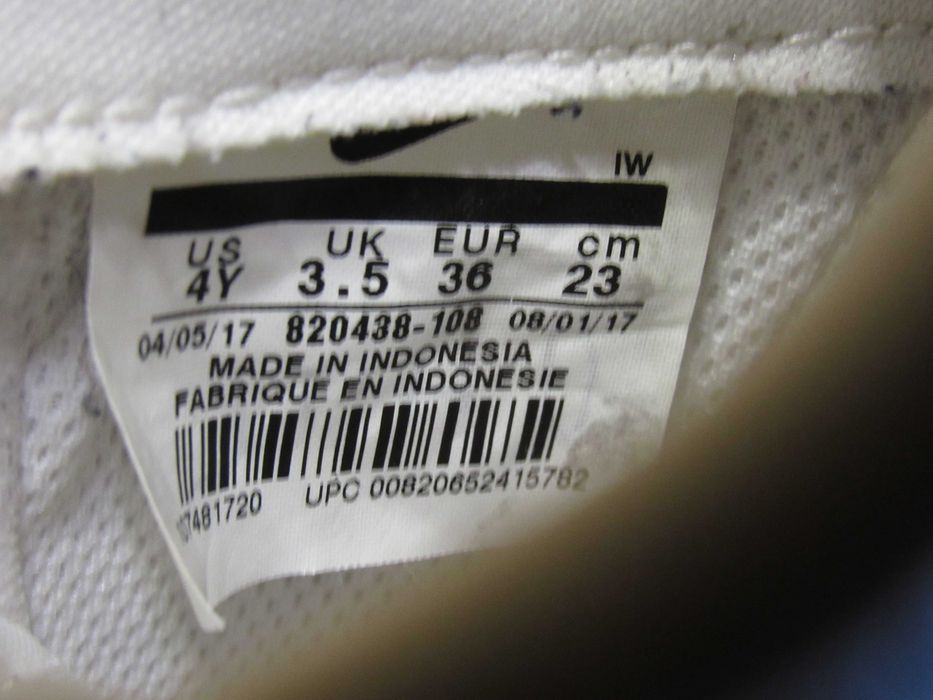 IW
US UK EUR cm
4Y 3.5 36 23
04/05/17 820438-108 08/01/17
MADE IN INDONESIA
FABRIQUE EN INDONESIE
UPC 00820652415782